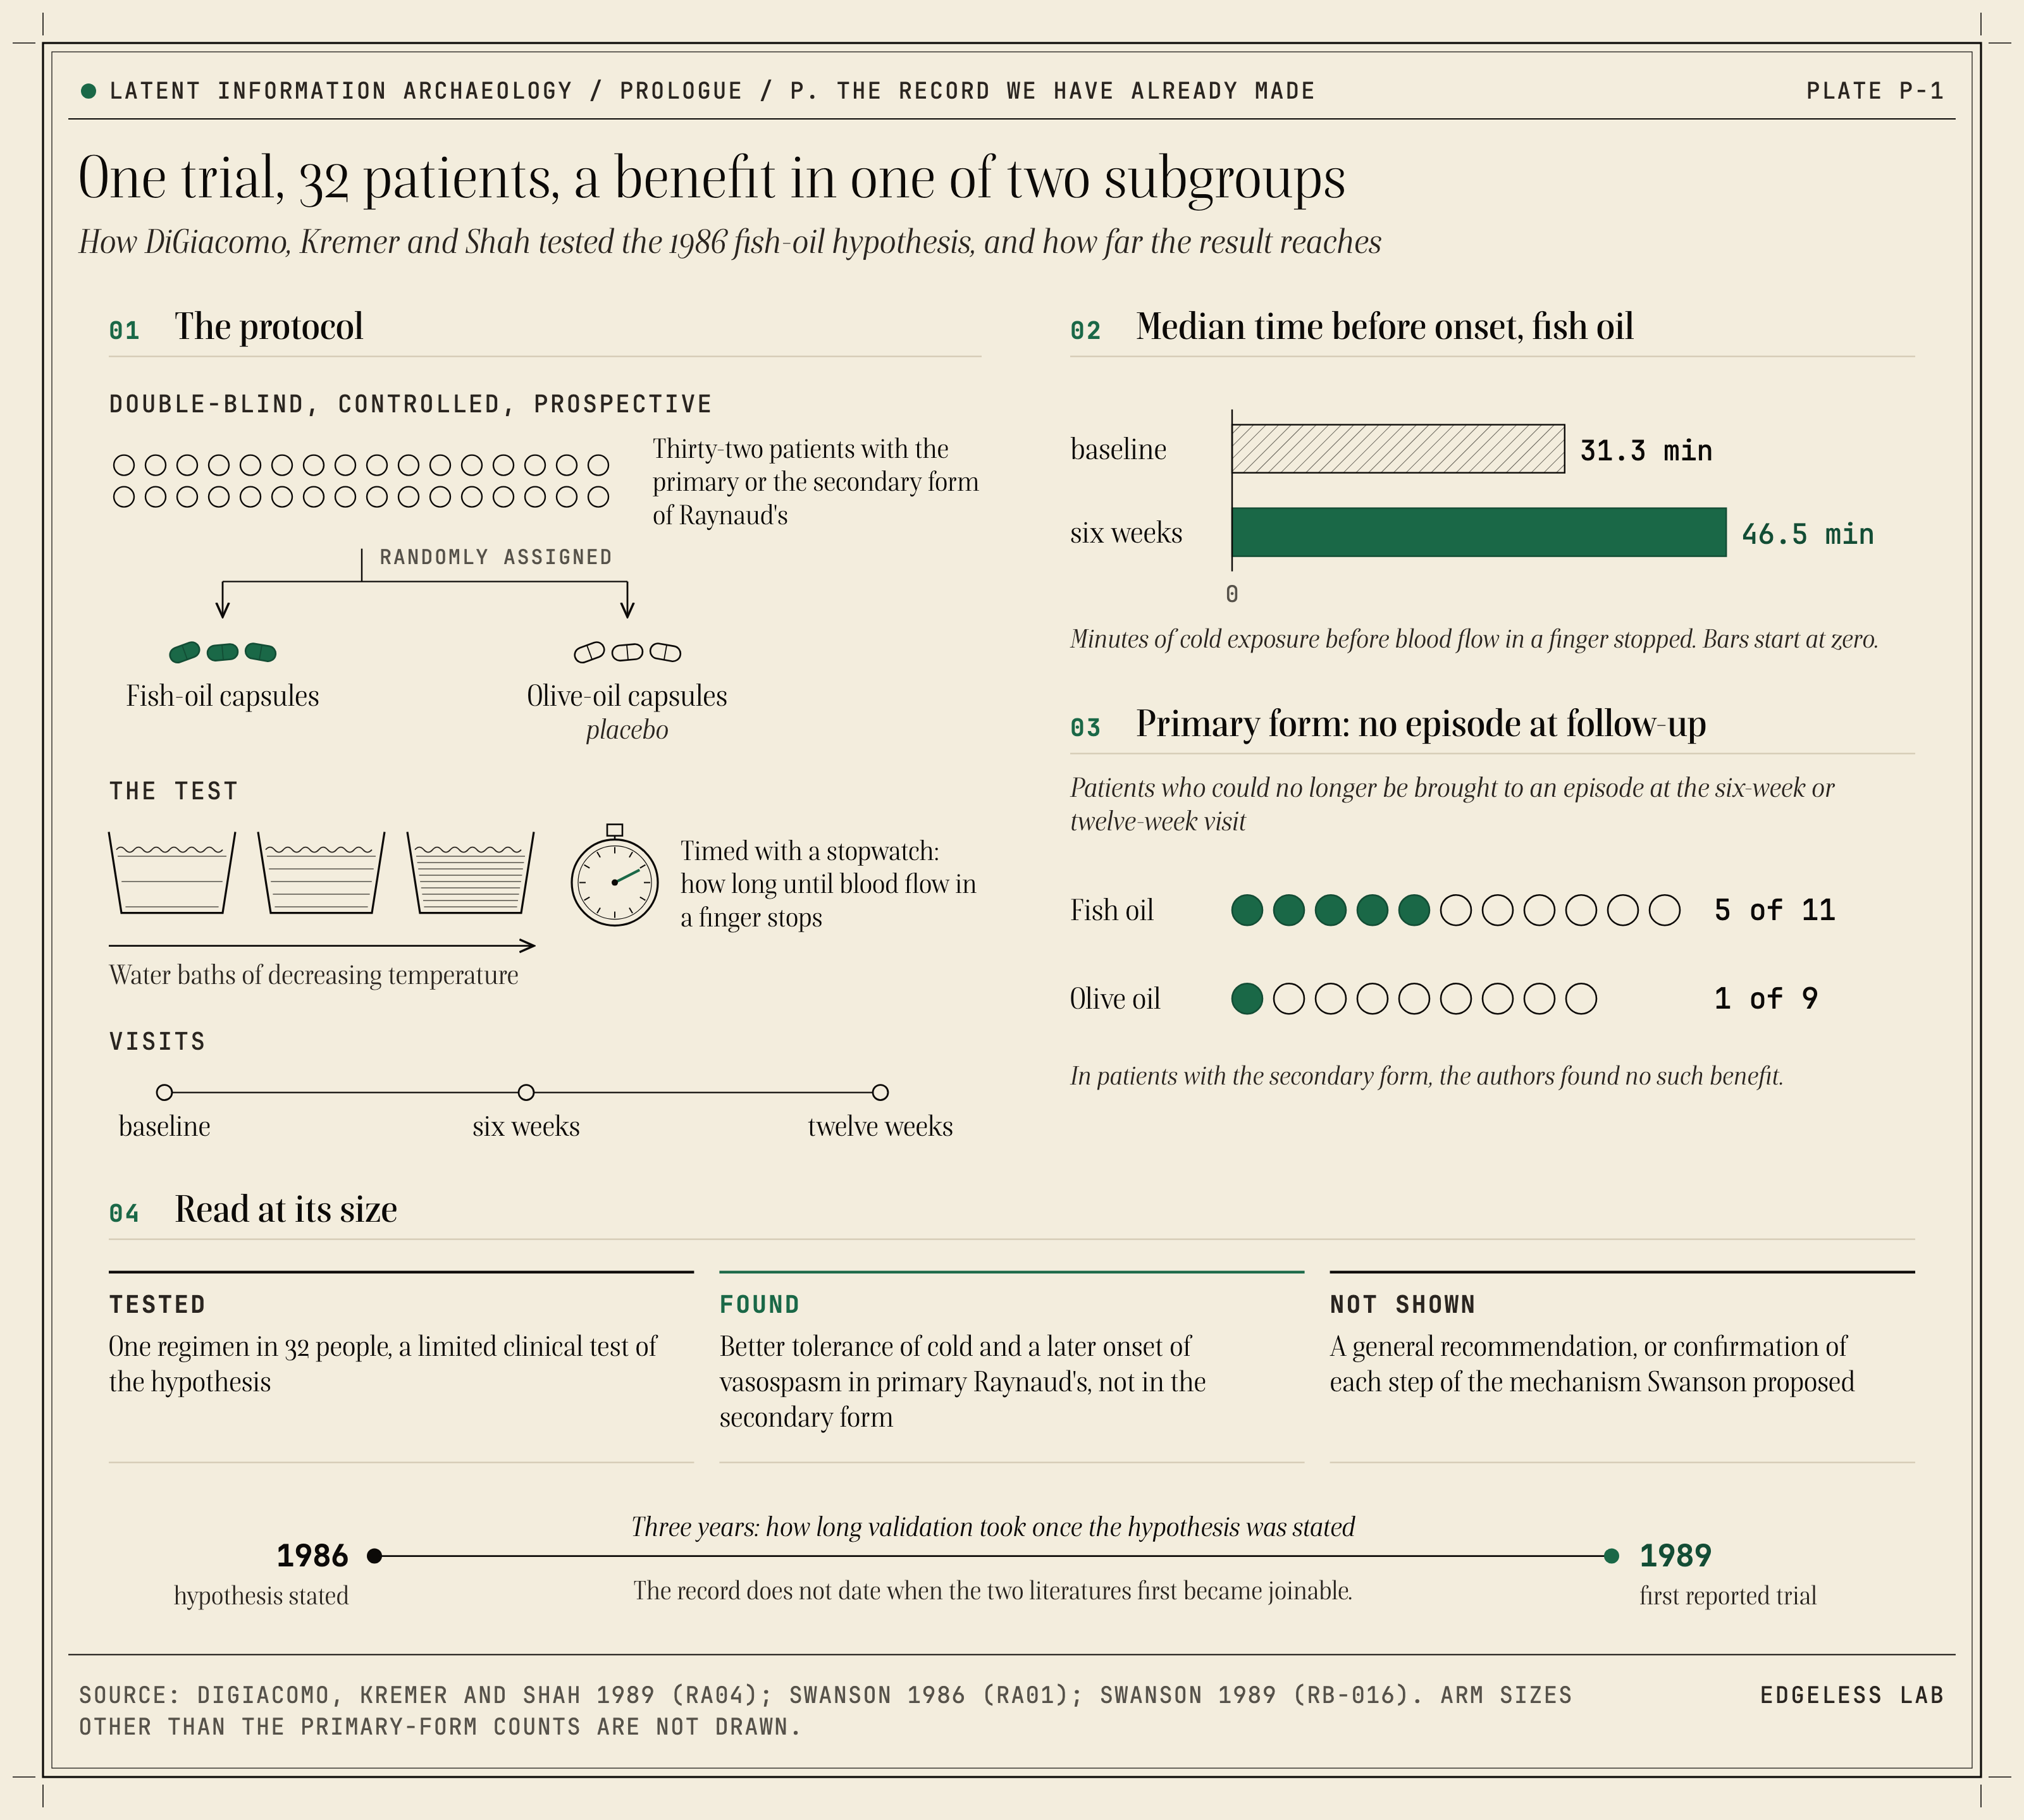 LATENT INFORMATION ARCHAEOLOGY / PROLOGUE / P. THE RECORD WE HAVE ALREADY MADE
PLATE P-1
One trial, 32 patients, a benefit in one of two subgroups
How DiGiacomo, Kremer and Shah tested the 1986 fish-oil hypothesis, and how far the result reaches
01 The protocol
DOUBLE-BLIND, CONTROLLED, PROSPECTIVE
Thirty-two patients with the
primary or the secondary form
of Raynaud's
RANDOMLY ASSIGNED
Fish-oil capsules
Olive-oil capsules
placebo
THE TEST
Timed with a stopwatch:
how long until blood flow in
a finger stops
Water baths of decreasing temperature
VISITS
baseline
six weeks
twelve weeks
02 Median time before onset, fish oil
baseline
31.3 min
six weeks
46.5 min
0
Minutes of cold exposure before blood flow in a finger stopped. Bars start at zero.
03 Primary form: no episode at follow-up
Patients who could no longer be brought to an episode at the six-week or
twelve-week visit
Fish oil
5 of 11
Olive oil
1 of 9
In patients with the secondary form, the authors found no such benefit.
04 Read at its size
TESTED
One regimen in 32 people, a limited clinical test of
the hypothesis
FOUND
Better tolerance of cold and a later onset of
vasospasm in primary Raynaud's, not in the
secondary form
NOT SHOWN
A general recommendation, or confirmation of
each step of the mechanism Swanson proposed
Three years: how long validation took once the hypothesis was stated
1986
hypothesis stated
The record does not date when the two literatures first became joinable.
1989
first reported trial
SOURCE: DIGIACOMO, KREMER AND SHAH 1989 (RA04); SWANSON 1986 (RA01); SWANSON 1989 (RB-016). ARM SIZES
OTHER THAN THE PRIMARY-FORM COUNTS ARE NOT DRAWN.
EDGELESS LAB